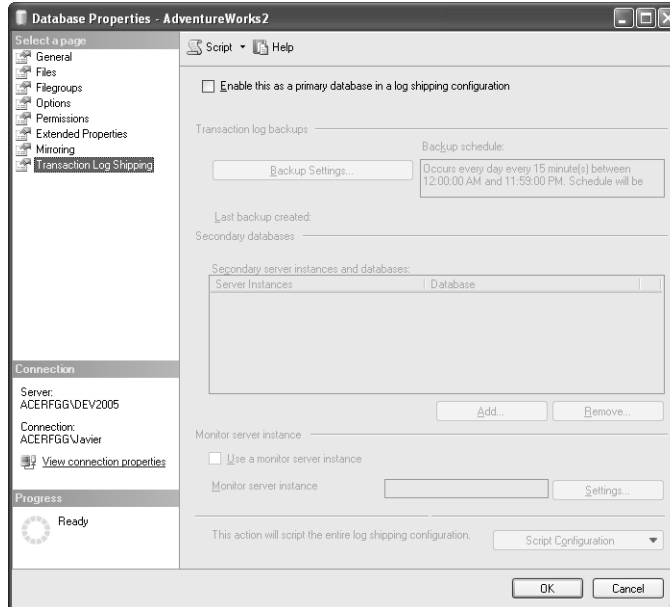 Database Properties - AdventureWorks2
Select a page
General
Files
Filegroups
Options
Permissions
Extended Properties
Mirroring
Transaction Log Shipping
Connection
Server:
ACERFGG\DEV2005
Connection:
ACERFGG\Javier
View connection properties
Progress
Ready
Script
Help
Enable this as a primary database in a log shipping configuration
Transaction log backups
Backup schedule:
Backup Settings...
Occurs every day every 15 minute(s) between
12:00:00 AM and 11:59:00 PM. Schedule will be
Last backup created:
Secondary databases
Secondary server instances and databases:
Server Instances Database
Add... Remove...
Monitor server instance
Use a monitor server instance
Monitor server instance
Settings...
This action will script the entire log shipping configuration.
Script Configuration
OK Cancel